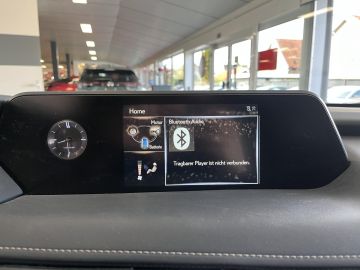 Home
Motor
Bluetooth Audio
Batterie
Tragbarer Player ist nicht verbunden.